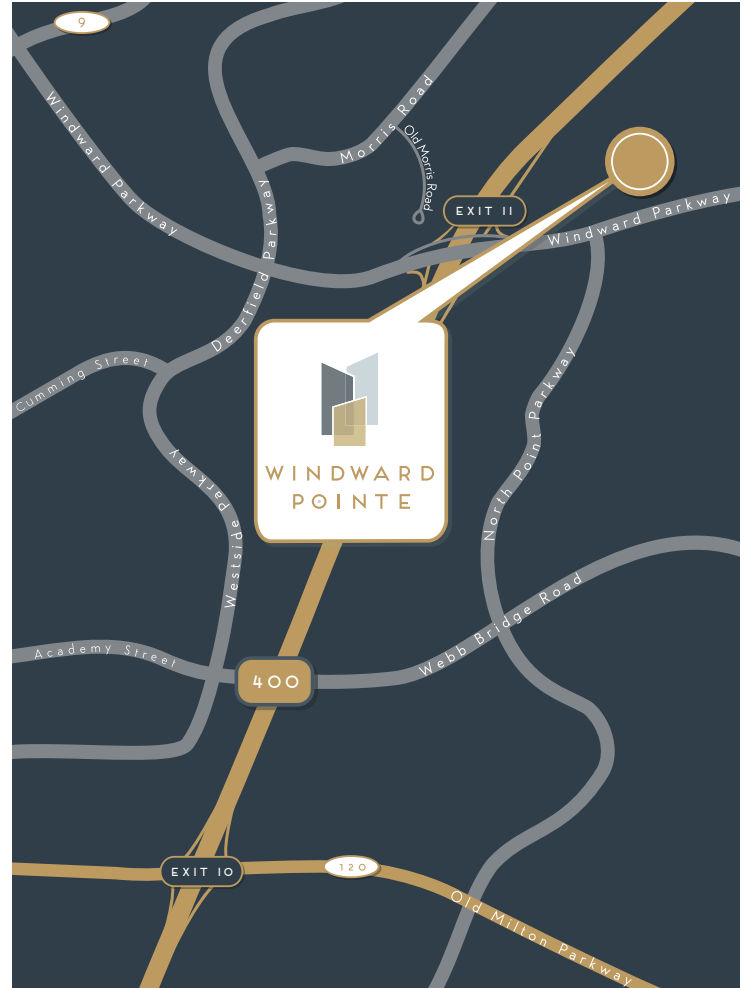 9
Windward Parkway
Morris Road
Old Morris Road
Deerfield Parkway
EXIT 11
Windward Parkway
Cumming Street
WINDWARD
POINTE
North Point Parkway
Westside Parkway
Webb Bridge Road
Academy Street
400
EXIT 10
120
Old Milton Parkway